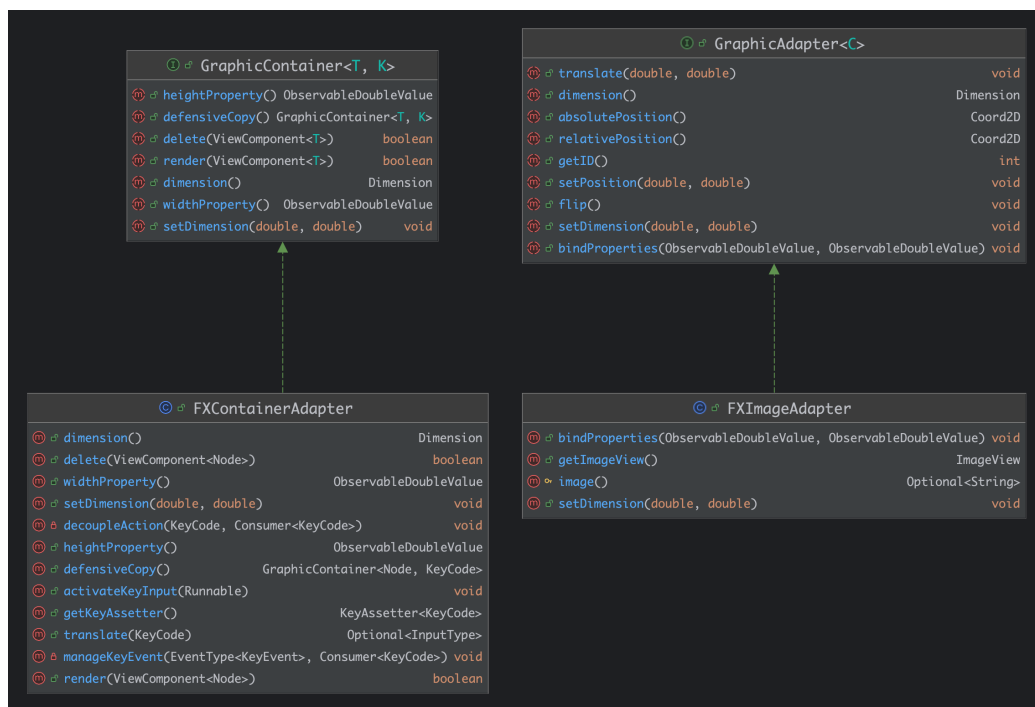 GraphicContainer<T, K>
heightProperty() ObservableDoubleValue
defensiveCopy() GraphicContainer<T, K>
delete(ViewComponent<T>) boolean
render(ViewComponent<T>) boolean
dimension() Dimension
widthProperty() ObservableDoubleValue
setDimension(double, double) void
GraphicAdapter<C>
translate(double, double) void
dimension() Dimension
absolutePosition() Coord2D
relativePosition() Coord2D
getID() int
setPosition(double, double) void
flip() void
setDimension(double, double) void
bindProperties(ObservableDoubleValue, ObservableDoubleValue) void
FXContainerAdapter
dimension() Dimension
delete(ViewComponent<Node>) boolean
widthProperty() ObservableDoubleValue
setDimension(double, double) void
decoupleAction(KeyCode, Consumer<KeyCode>) void
heightProperty() ObservableDoubleValue
defensiveCopy() GraphicContainer<Node, KeyCode>
activateKeyInput(Runnable) void
getKeyAssetter() KeyAssetter<KeyCode>
translate(KeyCode) Optional<InputType>
manageKeyEvent(EventType<KeyEvent>, Consumer<KeyCode>) void
render(ViewComponent<Node>) boolean
FXImageAdapter
bindProperties(ObservableDoubleValue, ObservableDoubleValue) void
getImageView() ImageView
image() Optional<String>
setDimension(double, double) void